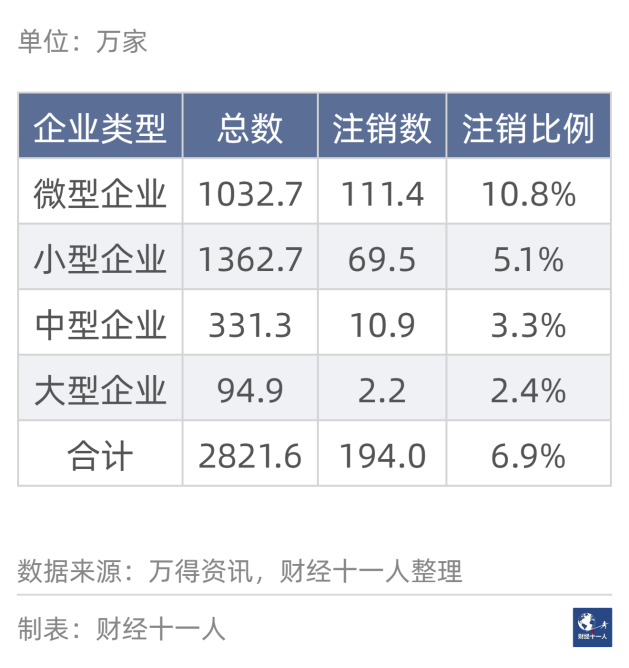 单位：万家
企业类型 总数 注销数 注销比例
微型企业 1032.7 111.4 10.8%
小型企业 1362.7 69.5 5.1%
中型企业 331.3 10.9 3.3%
大型企业 94.9 2.2 2.4%
合计 2821.6 194.0 6.9%
数据来源：万得资讯，财经十一人整理
制表：财经十一人
财经十一人